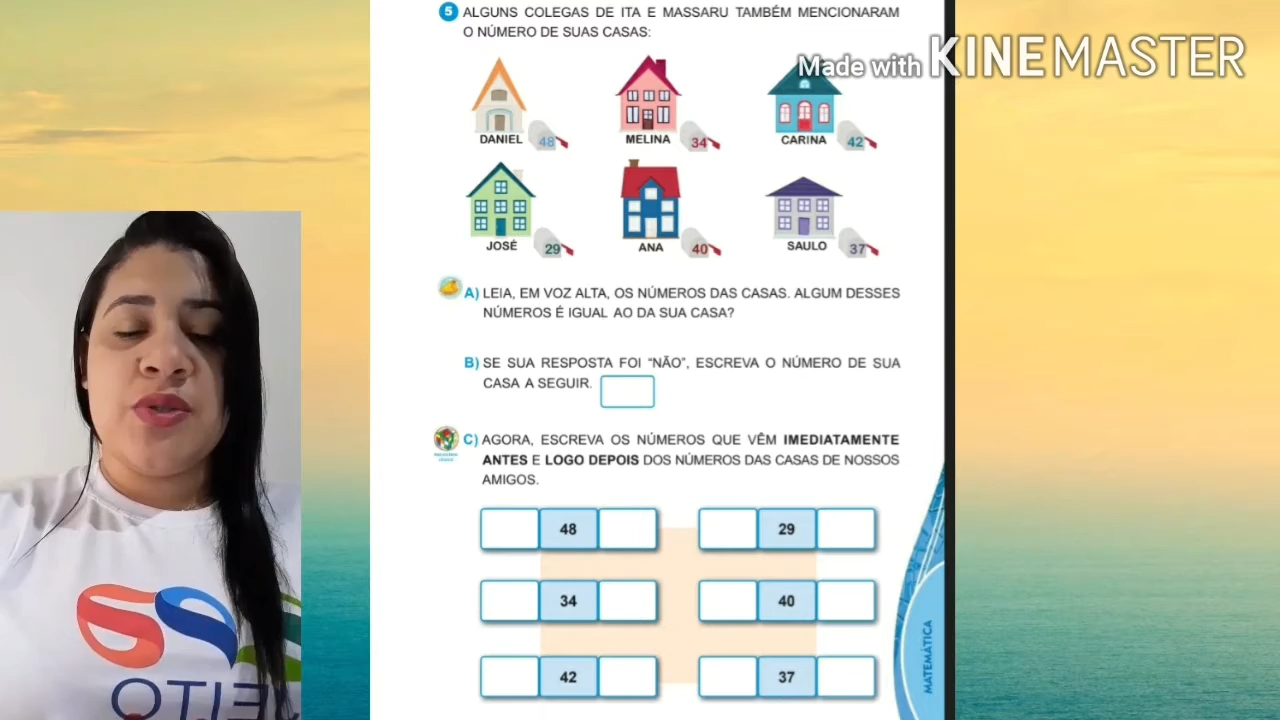 5 ALGUNS COLEGAS DE ITA E MASSARU TAMBÉM MENCIONARAM
O NÚMERO DE SUAS CASAS:
Made with KINEMASTER
DANIEL 48 MELINA 34 CARINA 42
JOSÉ 29 ANA 40 SAULO 37
A) LEIA, EM VOZ ALTA, OS NÚMEROS DAS CASAS. ALGUM DESSES
NÚMEROS É IGUAL AO DA SUA CASA?
B) SE SUA RESPOSTA FOI “NÃO”, ESCREVA O NÚMERO DE SUA
CASA A SEGUIR.
C) AGORA, ESCREVA OS NÚMEROS QUE VÊM IMEDIATAMENTE
ANTES E LOGO DEPOIS DOS NÚMEROS DAS CASAS DE NOSSOS
AMIGOS.
48 29
34 40
42 37
MATEMÁTICA